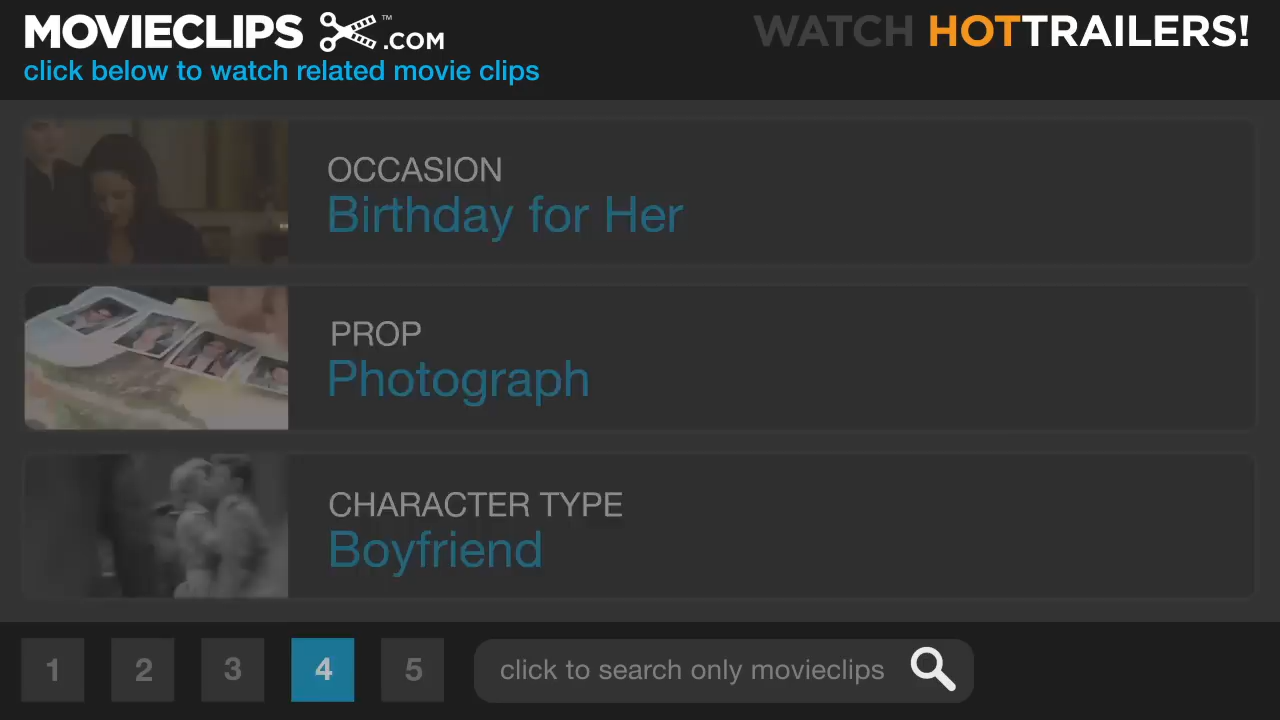 MOVIECLIPS™.COM
WATCH HOTTRAILERS!
click below to watch related movie clips
OCCASION
Birthday for Her
PROP
Photograph
CHARACTER TYPE
Boyfriend
1 2 3 4 5
click to search only movieclips